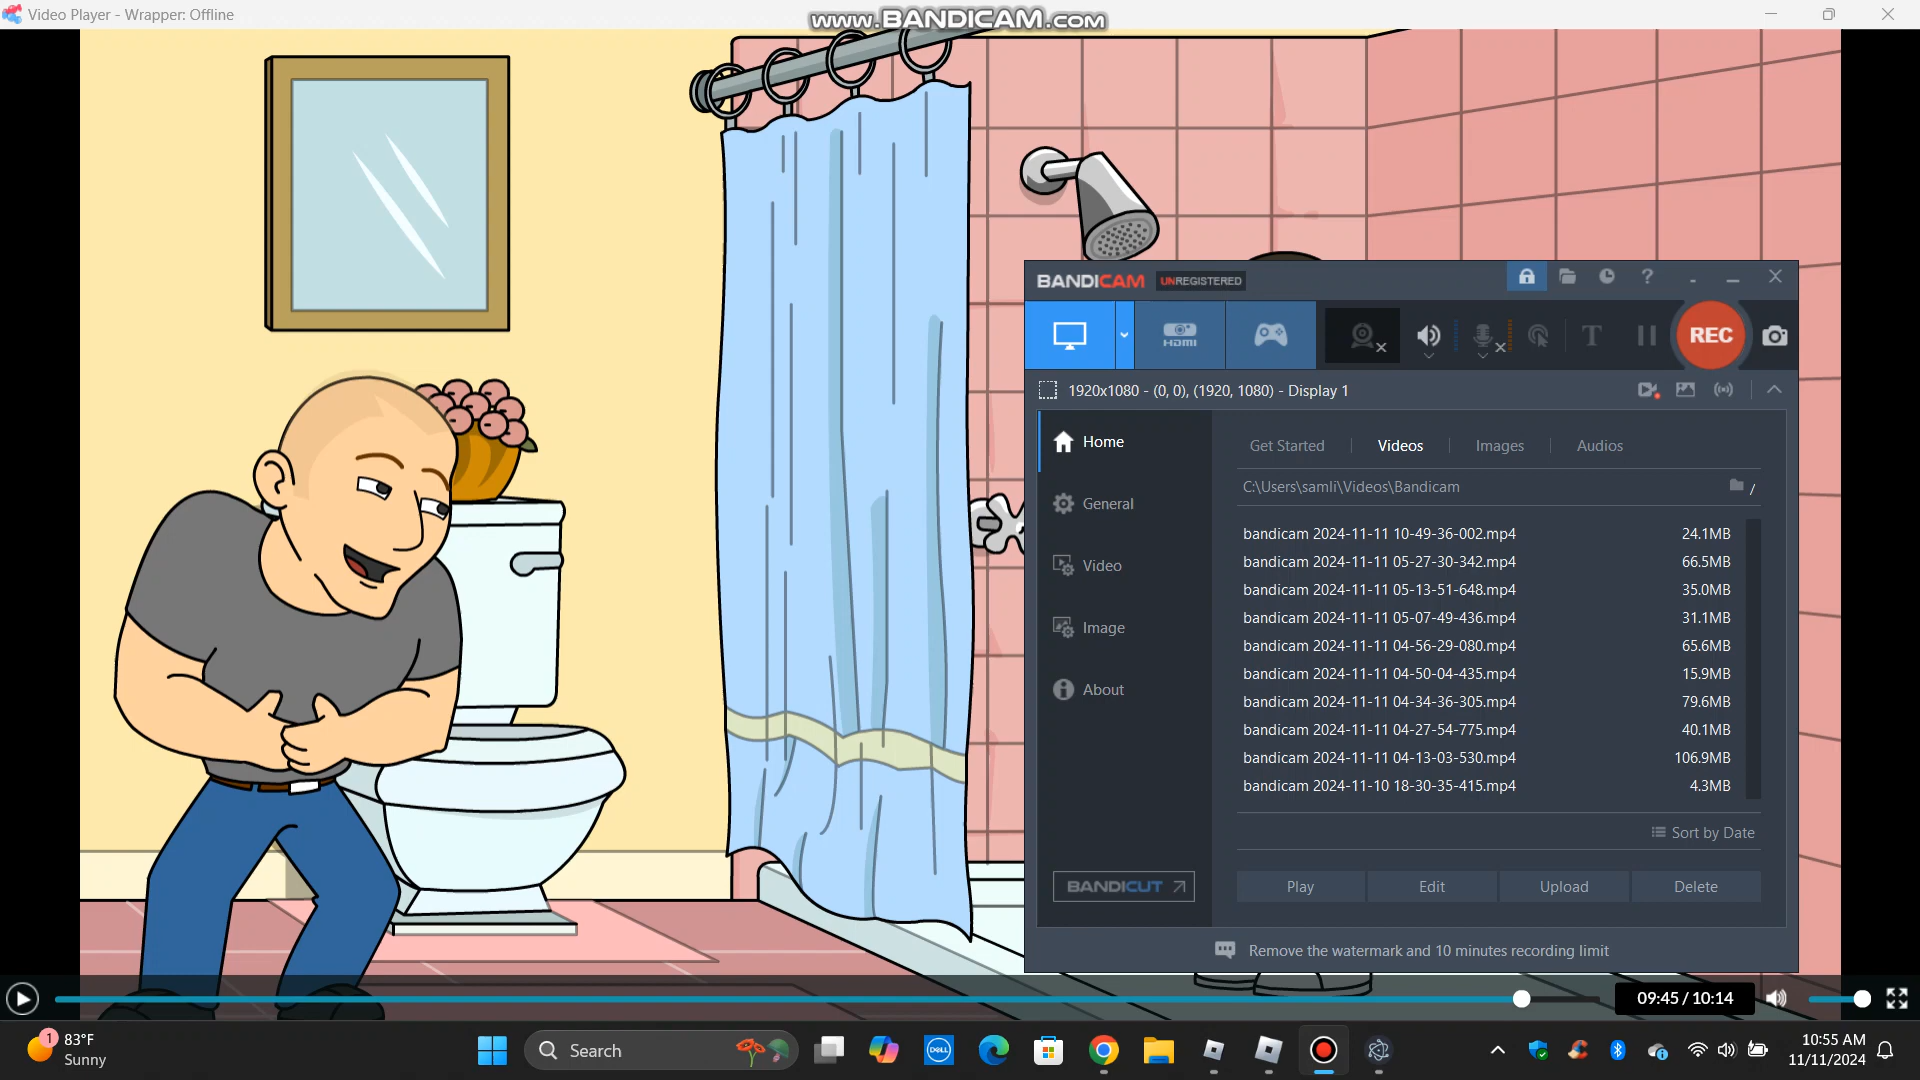 Video Player - Wrapper: Offline
www.BANDICAM.com
BANDICAM UNREGISTERED
HDMI
REC
1920x1080 - (0, 0), (1920, 1080) - Display 1
Home
General
Video
Image
About
BANDICUT
Get Started
Videos
Images
Audios
C:\Users\samli\Videos\Bandicam
bandicam 2024-11-11 10-49-36-002.mp4 24.1MB
bandicam 2024-11-11 05-27-30-342.mp4 66.5MB
bandicam 2024-11-11 05-13-51-648.mp4 35.0MB
bandicam 2024-11-11 05-07-49-436.mp4 31.1MB
bandicam 2024-11-11 04-56-29-080.mp4 65.6MB
bandicam 2024-11-11 04-50-04-435.mp4 15.9MB
bandicam 2024-11-11 04-34-36-305.mp4 79.6MB
bandicam 2024-11-11 04-27-54-775.mp4 40.1MB
bandicam 2024-11-11 04-13-03-530.mp4 106.9MB
bandicam 2024-11-10 18-30-35-415.mp4 4.3MB
Sort by Date
Play
Edit
Upload
Delete
Remove the watermark and 10 minutes recording limit
09:45 / 10:14
1
83°F
Sunny
Search
DELL
10:55 AM
11/11/2024